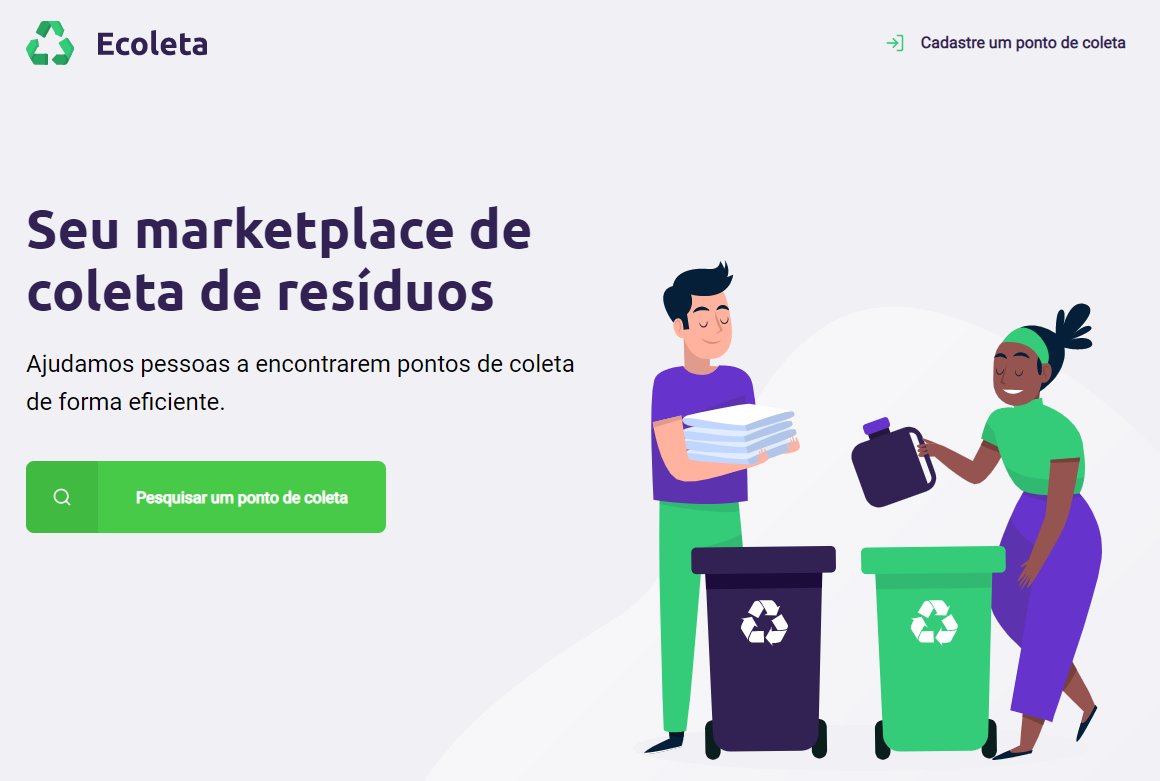 Ecoleta
Cadastre um ponto de coleta
Seu marketplace de
coleta de resíduos
Ajudamos pessoas a encontrarem pontos de coleta
de forma eficiente.
Pesquisar um ponto de coleta